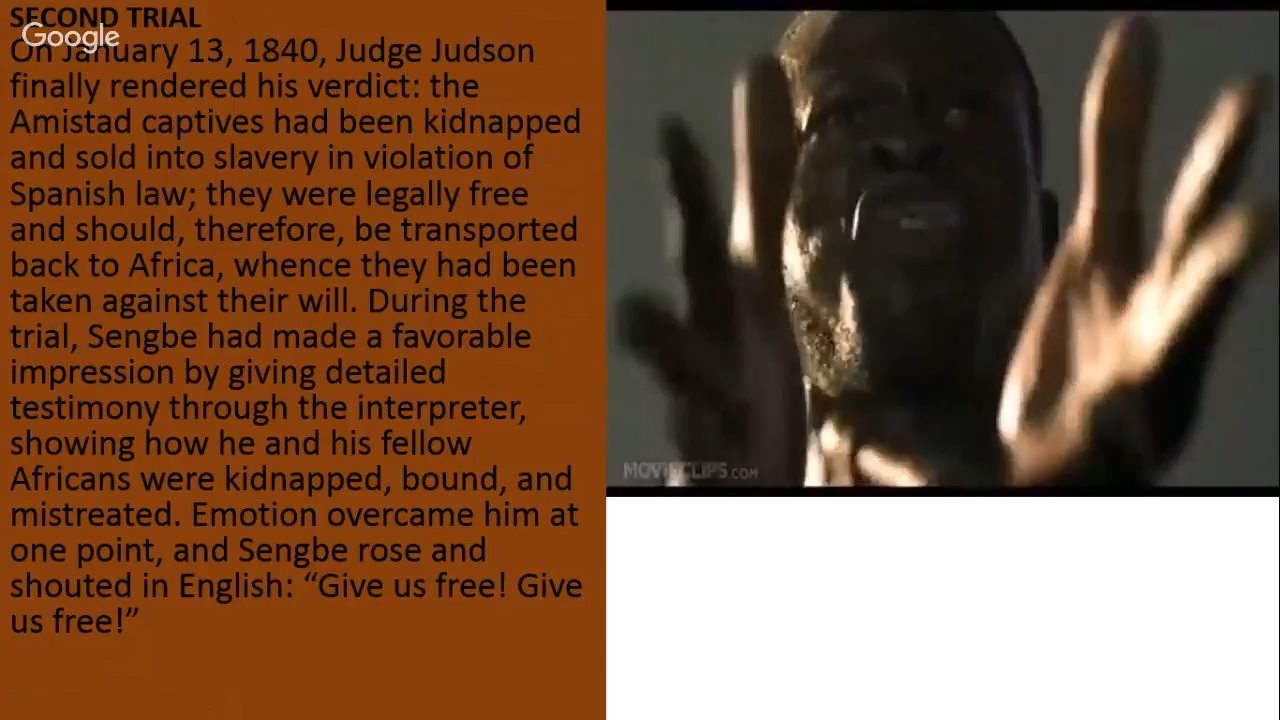 SECOND TRIAL
Google
On January 13, 1840, Judge Judson
finally rendered his verdict: the
Amistad captives had been kidnapped
and sold into slavery in violation of
Spanish law; they were legally free
and should, therefore, be transported
back to Africa, whence they had been
taken against their will. During the
trial, Sengbe had made a favorable
impression by giving detailed
testimony through the interpreter,
showing how he and his fellow
Africans were kidnapped, bound, and
mistreated. Emotion overcame him at
one point, and Sengbe rose and
shouted in English: “Give us free! Give
us free!”
MOVIECLIPS.COM